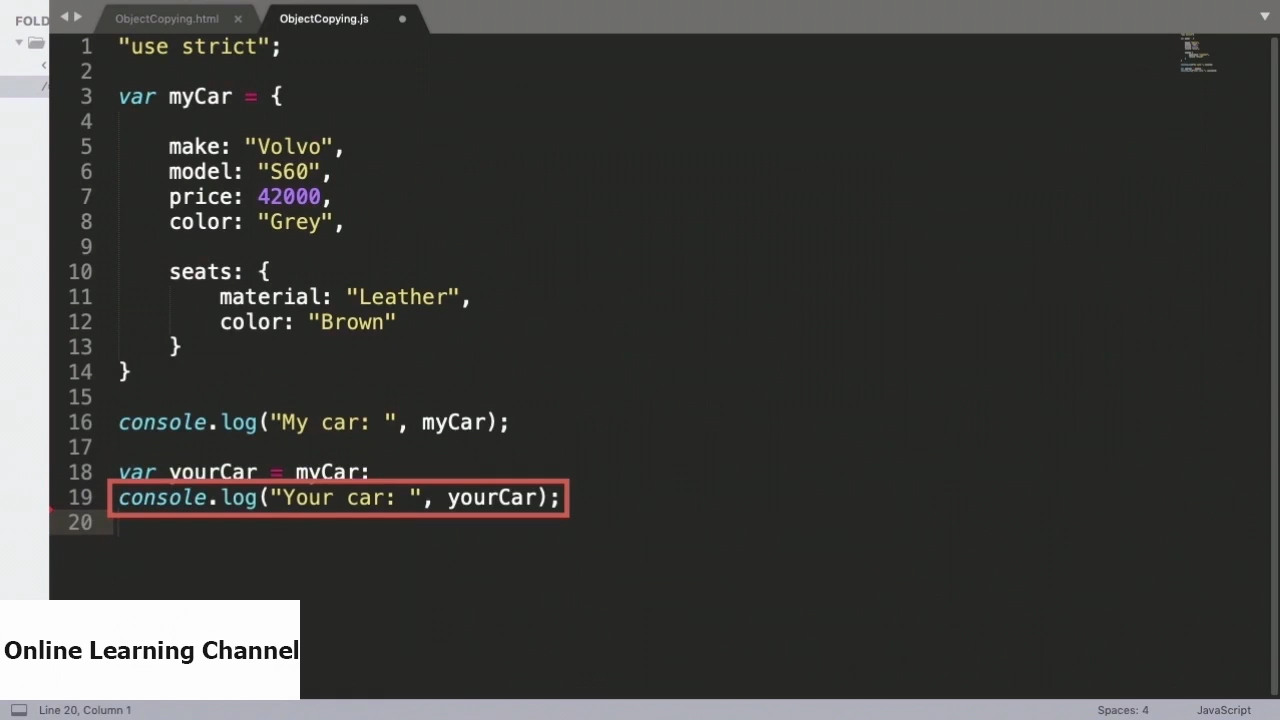 FOLD
ObjectCopying.html ×
ObjectCopying.js
1 "use strict";
2
3 var myCar = {
4
5 make: "Volvo",
6 model: "S60",
7 price: 42000,
8 color: "Grey",
9
10 seats: {
11 material: "Leather",
12 color: "Brown"
13 }
14 }
15
16 console.log("My car: ", myCar);
17
18 var yourCar = myCar;
19 console.log("Your car: ", yourCar);
20
Online Learning Channel
Line 20, Column 1
Spaces: 4
JavaScript